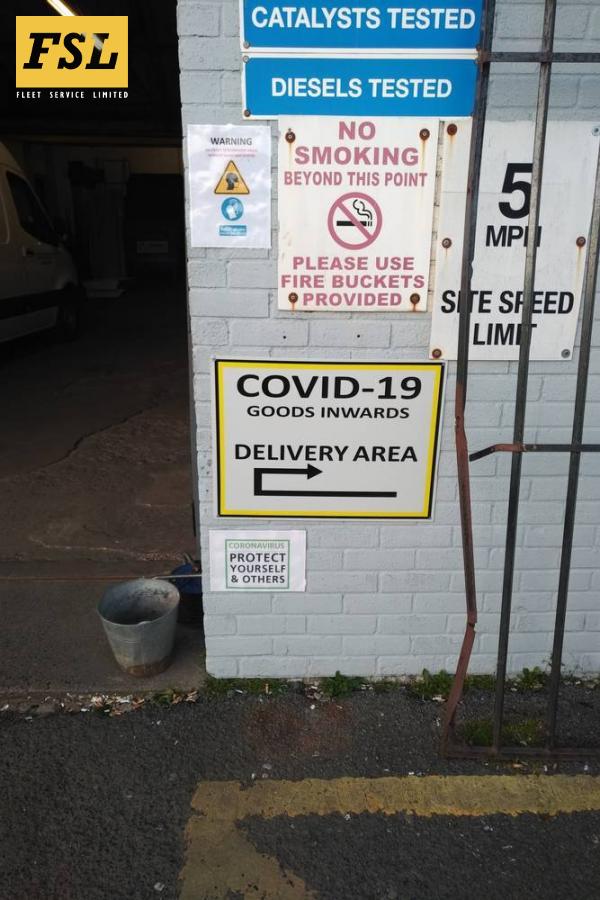 FSL
FLEET SERVICE LIMITED
CATALYSTS TESTED
DIESELS TESTED
WARNING
NO
SMOKING
BEYOND THIS POINT
PLEASE USE
FIRE BUCKETS
PROVIDED
5
MPH
SITE SPEED
LIMIT
COVID-19
GOODS INWARDS
DELIVERY AREA
CORONAVIRUS
PROTECT
YOURSELF
& OTHERS